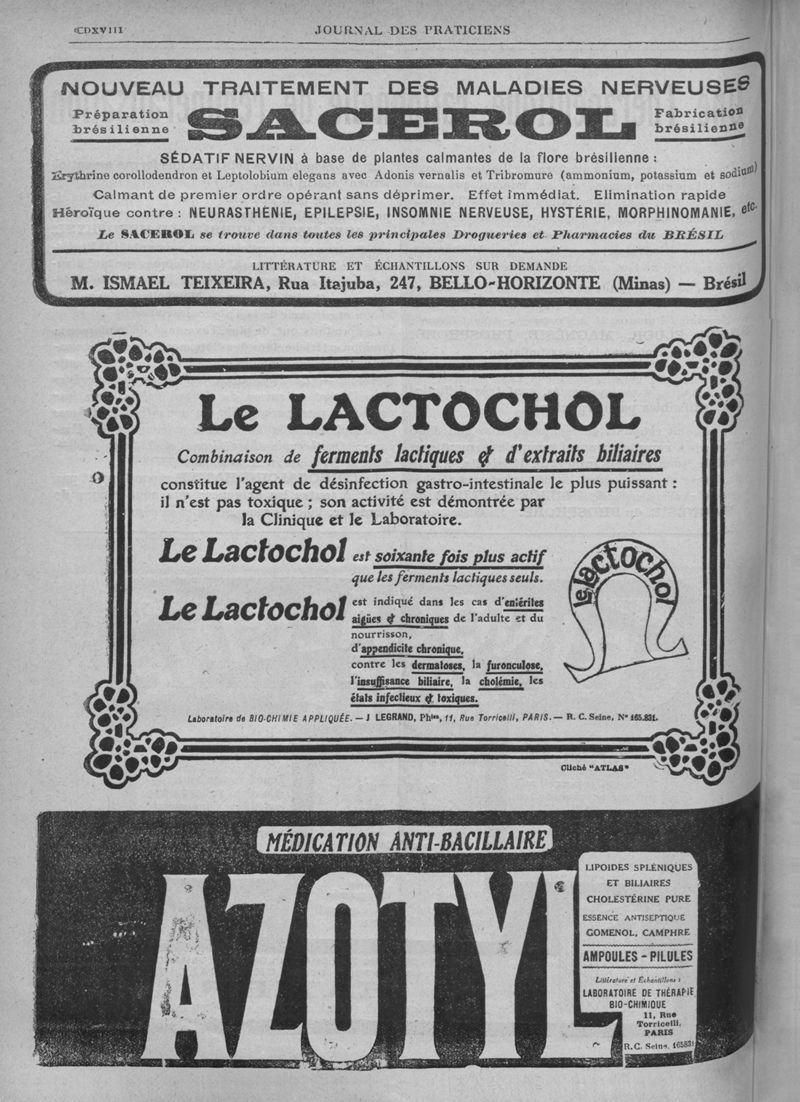 CDXVIII
JOURNAL DES PRATICIENS
NOUVEAU TRAITEMENT DES MALADIES NERVEUSES
Préparation
brésilienne
SACEROL
Fabrication
brésilienne
SÉDATIF NERVIN à base de plantes calmantes de la flore brésilienne :
Erythrine corollodendron et Leptolobium elegans avec Adonis vernalis et Tribromure (ammonium, potassium et sodium)
Calmant de premier ordre opérant sans déprimer. Effet immédiat. Elimination rapide
Héroïque contre : NEURASTHÉNIE, EPILEPSIE, INSOMNIE NERVEUSE, HYSTÉRIE, MORPHINOMANIE, etc.
Le SACEROL se trouve dans toutes les principales Drogueries et Pharmacies du BRÉSIL
LITTÉRATURE ET ÉCHANTILLONS SUR DEMANDE
M. ISMAEL TEIXEIRA, Rua Itajuba, 247, BELLO-HORIZONTE (Minas) — Brésil
Le LACTOCHOL
Combinaison de ferments lactiques & d'extraits biliaires
constitue l'agent de désinfection gastro-intestinale le plus puissant :
il n'est pas toxique ; son activité est démontrée par
la Clinique et le Laboratoire.
Le Lactochol est soixante fois plus actif
que les ferments lactiques seuls.
Le Lactochol est indiqué dans les cas d'entérites
aigües & chroniques de l'adulte et du
nourrisson,
d'appendicite chronique,
contre les dermatoses, la furonculose,
l'insuffisance biliaire, la cholémie, les
états infectieux & toxiques.
le lactochol
Laboratoire de BIO-CHIMIE APPLIQUÉE. — J LEGRAND, Phien, 11, Rue Torricelli, PARIS. — R. C. Seine, N° 165.831.
Cliché "ATLAS"
MÉDICATION ANTI-BACILLAIRE
AZOTYL
LIPOIDES SPLÉNIQUES
ET BILIAIRES
CHOLESTÉRINE PURE
ESSENCE ANTISEPTIQUE
GOMENOL, CAMPHRE
AMPOULES - PILULES
Littérature et Échantillons :
LABORATOIRE DE THÉRAPIE
BIO-CHIMIQUE
11, Rue
Torricelli,
PARIS
R.C. Seine, 165831